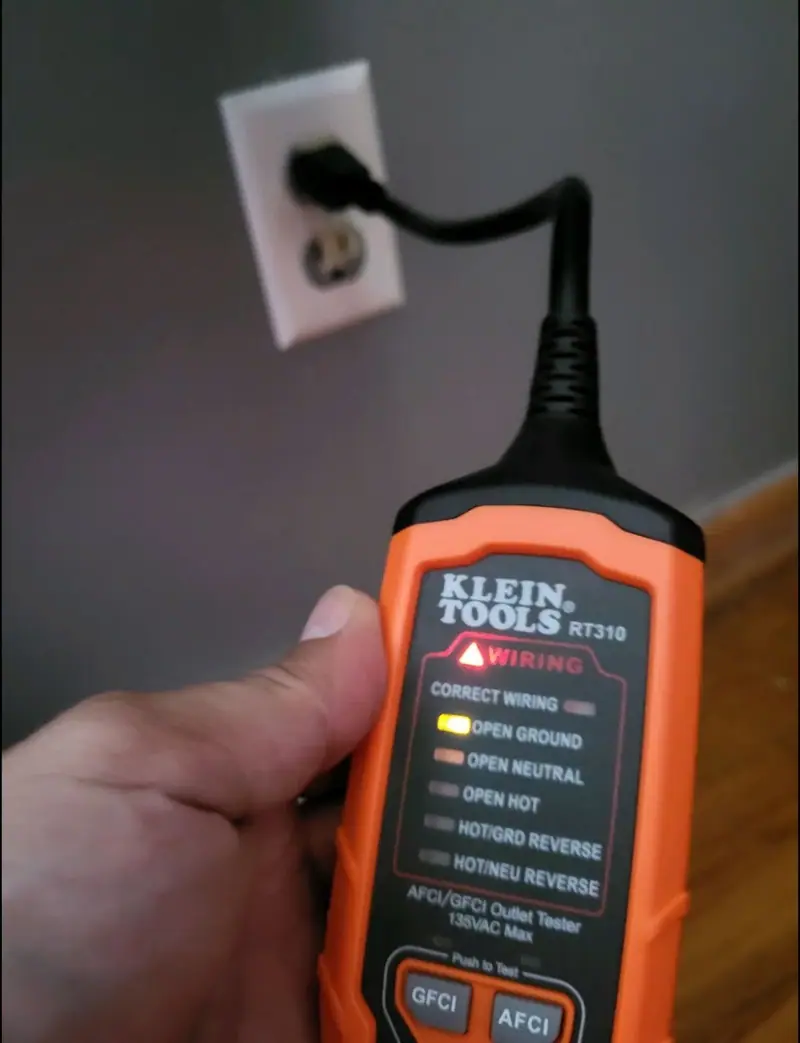 KLEIN
TOOLS® RT310
WIRING
CORRECT WIRING
OPEN GROUND
OPEN NEUTRAL
OPEN HOT
HOT/GRD REVERSE
HOT/NEU REVERSE
AFCI/GFCI Outlet Tester
135VAC Max
Push to Test
GFCI
AFCI